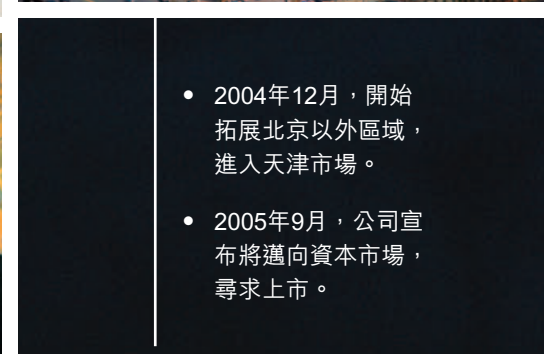 • 2004年12月，開始
拓展北京以外區域，
進入天津市場。
• 2005年9月，公司宣
布將邁向資本市場，
尋求上市。